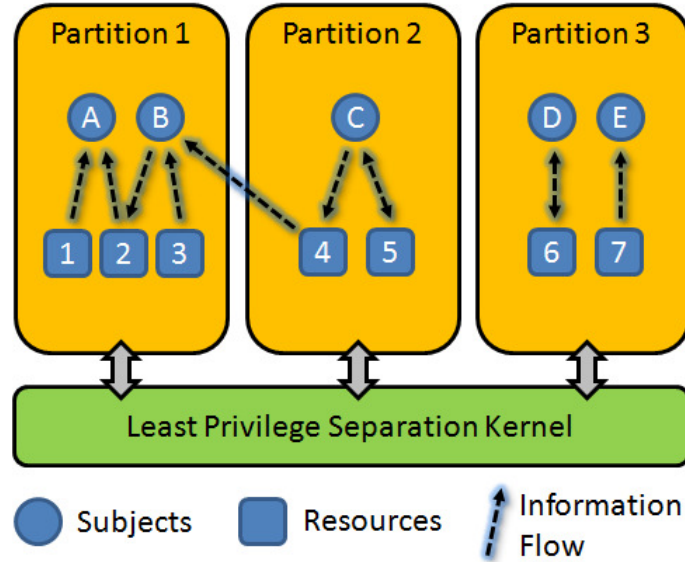 Partition 1 Partition 2 Partition 3
A B C D E
1 2 3 4 5 6 7
Least Privilege Separation Kernel
Subjects Resources Information
Flow